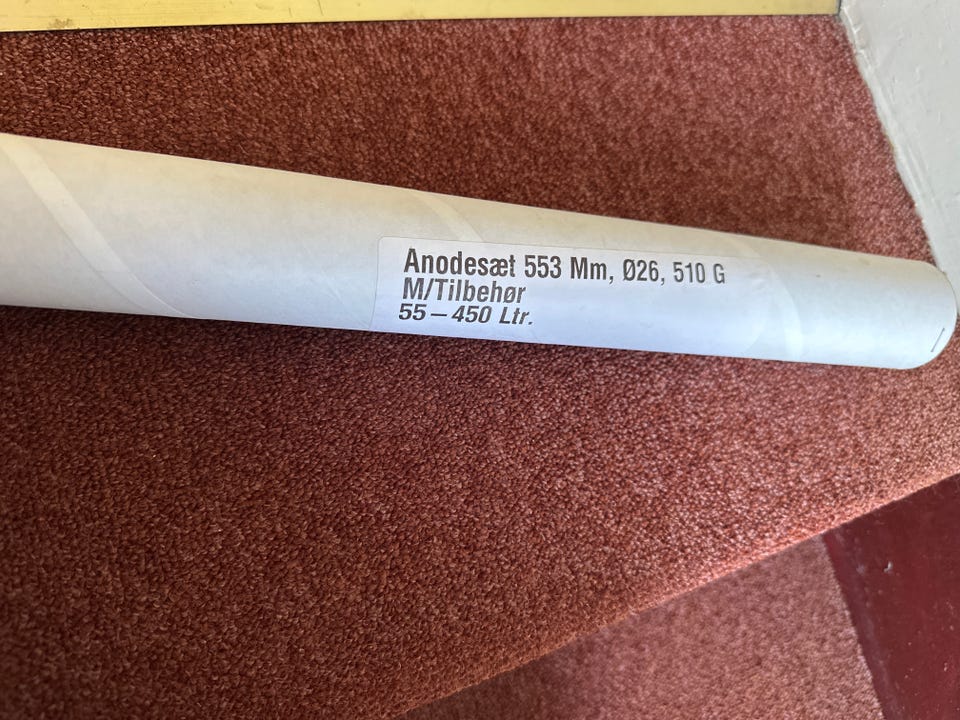 Anodesæt 553 Mm, Ø26, 510 G
M/Tilbehør
55–450 Ltr.